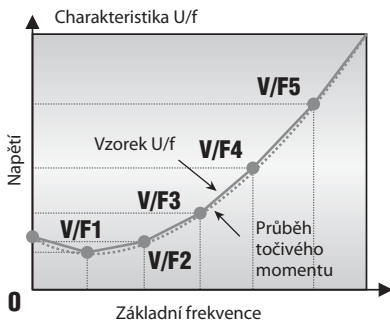 Charakteristika U/f
V/F5
Vzorek U/f
V/F4
Napětí
V/F3
V/F1
V/F2
Průběh
točivého
momentu
0
Základní frekvence